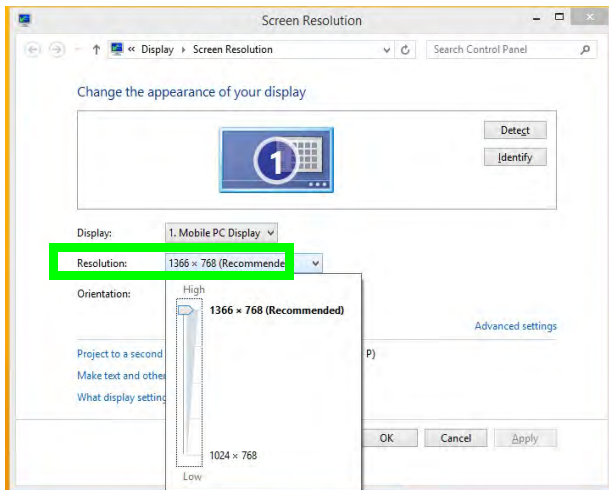 Screen Resolution
« Display ▸ Screen Resolution
Search Control Panel
Change the appearance of your display
1
Detect
Identify
Display: 1. Mobile PC Display
Resolution: 1366 × 768 (Recommende
Orientation:
High
1366 × 768 (Recommended)
Advanced settings
Project to a second P)
Make text and other
What display setting
OK Cancel Apply
1024 × 768
Low